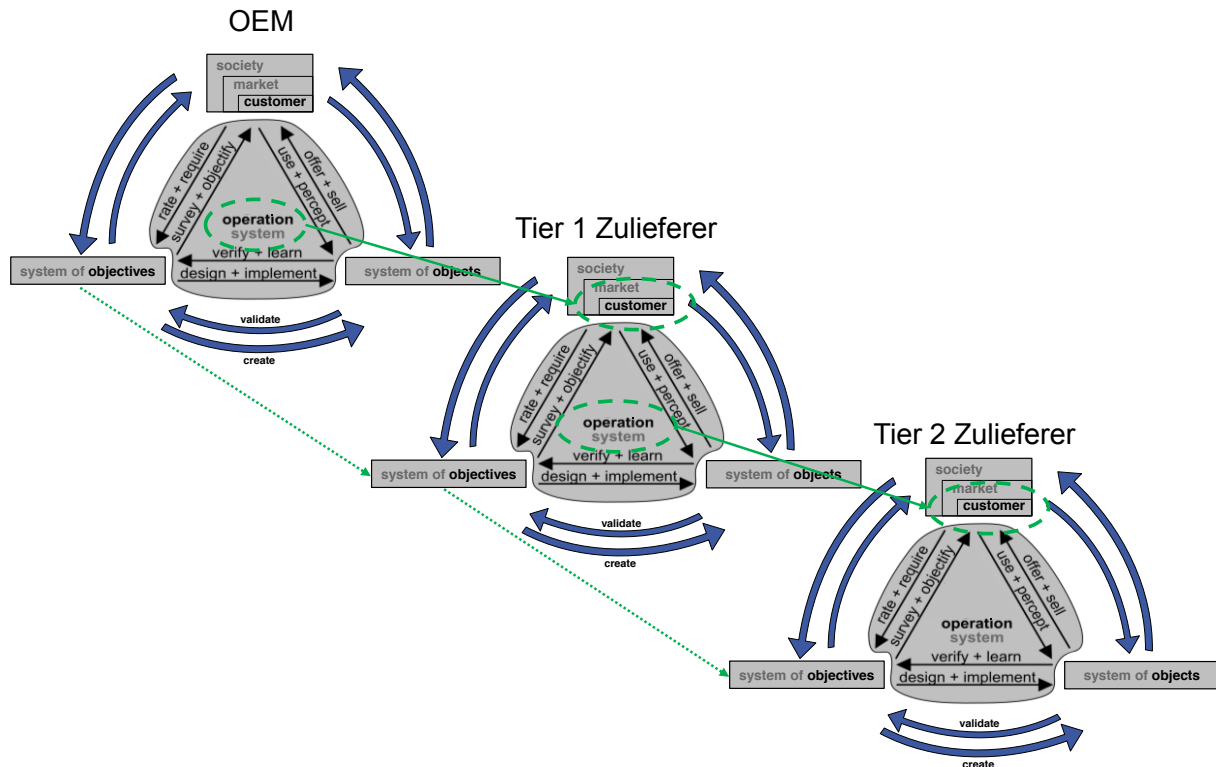 OEM
society
market
customer
rate + require
survey + objectify
use + percept
offer + sell
operation
system
verify + learn
design + implement
system of objectives
system of objects
validate
create
Tier 1 Zulieferer
society
market
customer
rate + require
survey + objectify
use + percept
offer + sell
operation
system
verify + learn
design + implement
system of objectives
system of objects
validate
create
Tier 2 Zulieferer
society
market
customer
rate + require
survey + objectify
use + percept
offer + sell
operation
system
verify + learn
design + implement
system of objectives
system of objects
validate
create